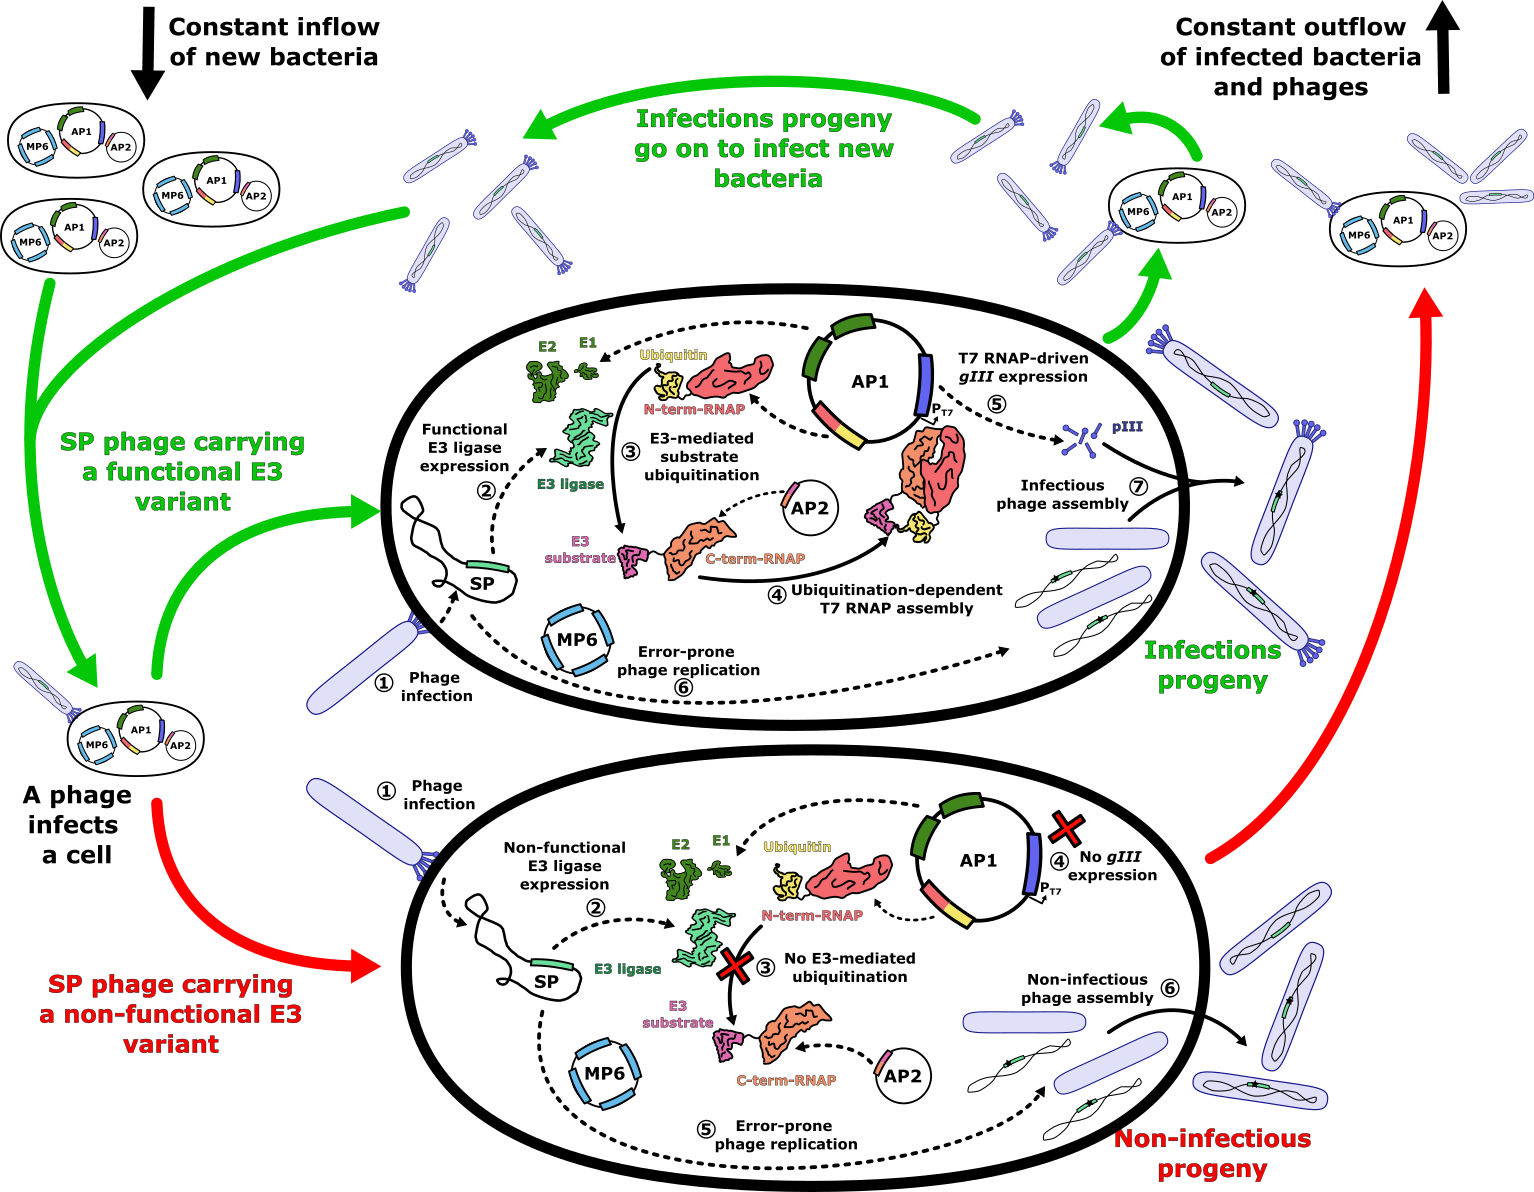 Constant inflow
of new bacteria
Constant outflow
of infected bacteria
and phages
Infections progeny
go on to infect new
bacteria
MP6
AP1
AP2
MP6
AP1
AP2
MP6
AP1
AP2
MP6
AP1
AP2
MP6
AP1
AP2
SP phage carrying
a functional E3
variant
E2
E1
Ubiquitin
N-term-RNAP
AP1
T7 RNAP-driven
gIII expression
⑤
PT7
pIII
Functional
E3 ligase
expression
②
E3 ligase
③
E3-mediated
substrate
ubiquitination
Infectious
phage assembly
⑦
AP2
E3
substrate
C-term-RNAP
SP
④
Ubiquitination-dependent
T7 RNAP assembly
MP6
Error-prone
phage replication
⑥
①
Phage
infection
Infections
progeny
MP6
AP1
AP2
A phage
infects
a cell
①
Phage
infection
SP phage carrying
a non-functional E3
variant
Non-functional
E3 ligase
expression
②
E2
E1
Ubiquitin
N-term-RNAP
AP1
④
No gIII
expression
PT7
E3 ligase
③
No E3-mediated
ubiquitination
SP
E3
substrate
C-term-RNAP
MP6
AP2
Non-infectious
phage assembly
⑥
⑤
Error-prone
phage replication
Non-infectious
progeny